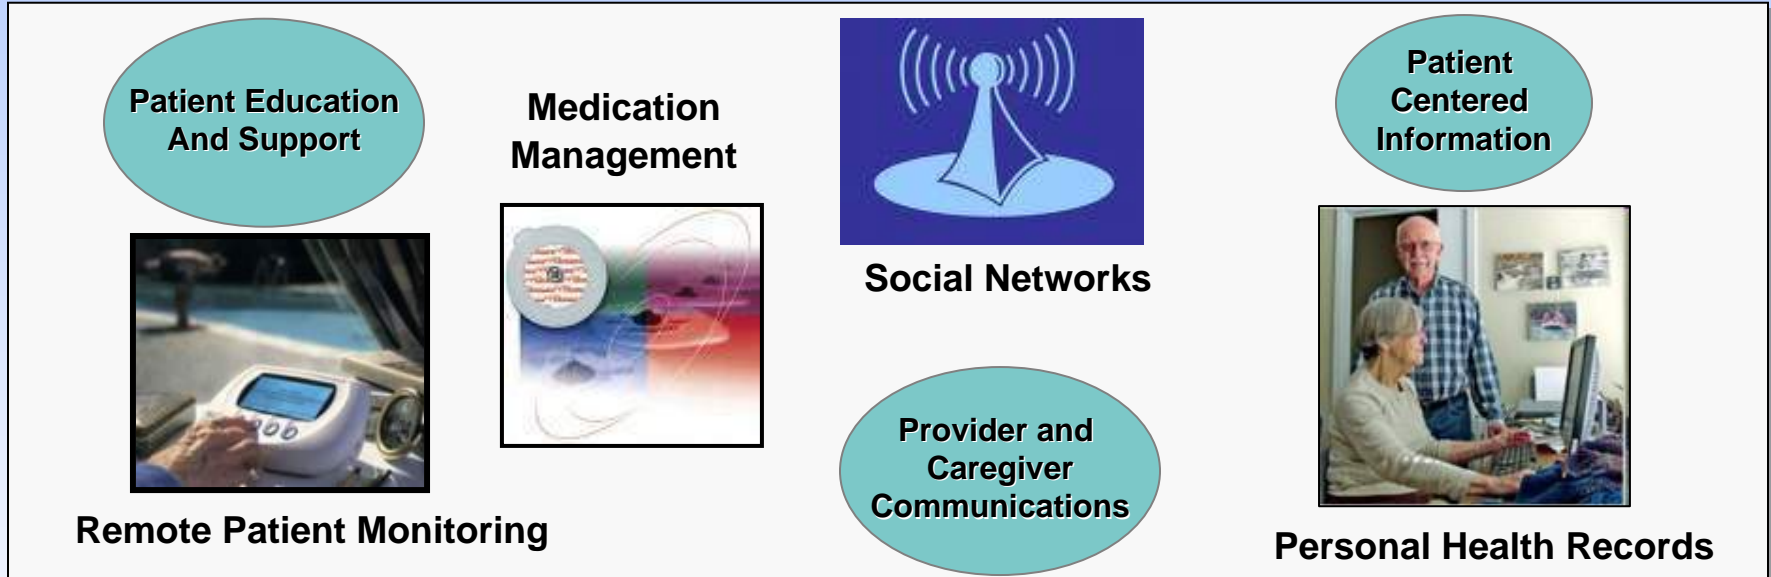 Patient Education
And Support
Medication
Management
Social Networks
Patient
Centered
Information
Remote Patient Monitoring
Provider and
Caregiver
Communications
Personal Health Records